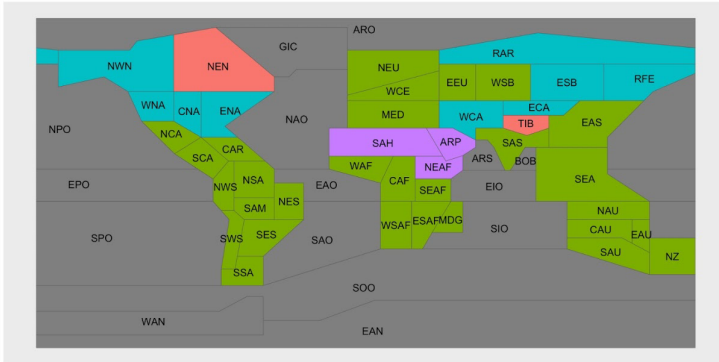 ARO
GIC
RAR
NWN
NEN
NEU
EEU
WSB
ESB
RFE
WCE
WNA
CNA
ENA
ECA
NPO
NAO
MED
WCA
TIB
EAS
NCA
CAR
SAH
ARP
SAS
SCA
WAF
NEAF
ARS
BOB
EPO
NWS
NSA
EAO
CAF
SEAF
EIO
SEA
SAM
NES
NAU
SPO
SWS
SES
SAO
WSAF
ESAF
MDG
SIO
CAU
EAU
SAU
NZ
SSA
SOO
WAN
EAN